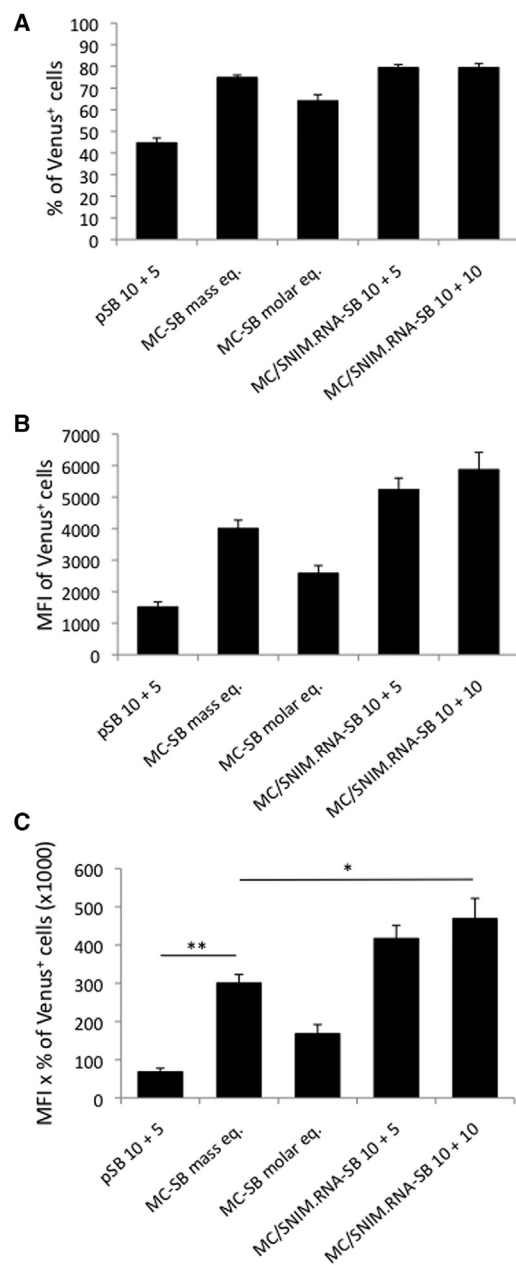 A
% of Venus⁺ cells
100
90
80
70
60
50
40
30
20
10
0
pSB 10 + 5
MC-SB mass eq.
MC-SB molar eq.
MC/SNIM.RNA-SB 10 + 5
MC/SNIM.RNA-SB 10 + 10
B
MFI of Venus⁺ cells
7000
6000
5000
4000
3000
2000
1000
0
pSB 10 + 5
MC-SB mass eq.
MC-SB molar eq.
MC/SNIM.RNA-SB 10 + 5
MC/SNIM.RNA-SB 10 + 10
C
MFI x % of Venus⁺ cells (x1000)
600
500
400
300
200
100
0
**
*
pSB 10 + 5
MC-SB mass eq.
MC-SB molar eq.
MC/SNIM.RNA-SB 10 + 5
MC/SNIM.RNA-SB 10 + 10